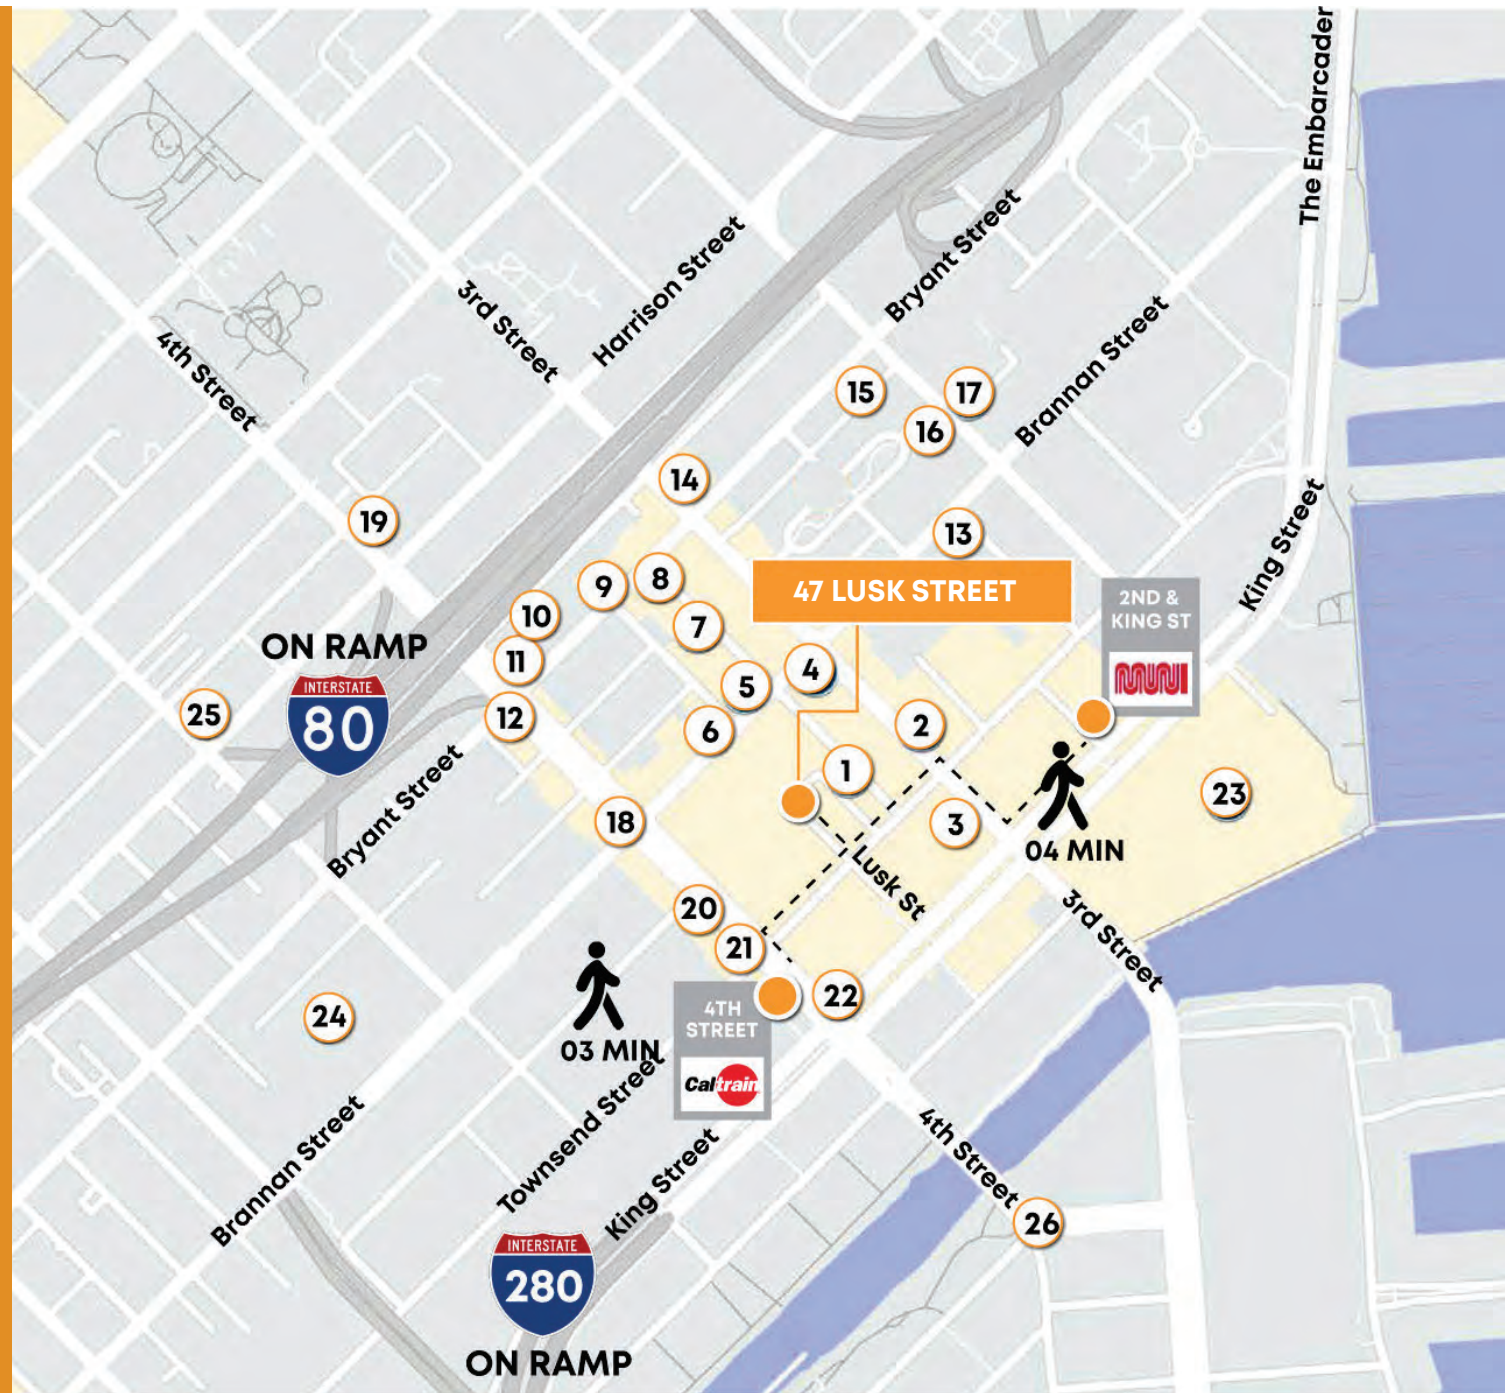 The Embarcader
Harrison Street
Bryant Street
3rd Street
4th Street
Brannan Street
15
17
16
14
19
13
King Street
47 LUSK STREET
8
9
10
7
2ND &
KING ST
MUNI
ON RAMP
INTERSTATE
80
11
4
5
25
12
6
2
1
Bryant Street
23
18
3
04 MIN
Lusk St
20
21
3rd Street
22
24
4TH
STREET
Caltrain
03 MIN
Townsend Street
Brannan Street
King Street
4th Street
26
INTERSTATE
280
ON RAMP